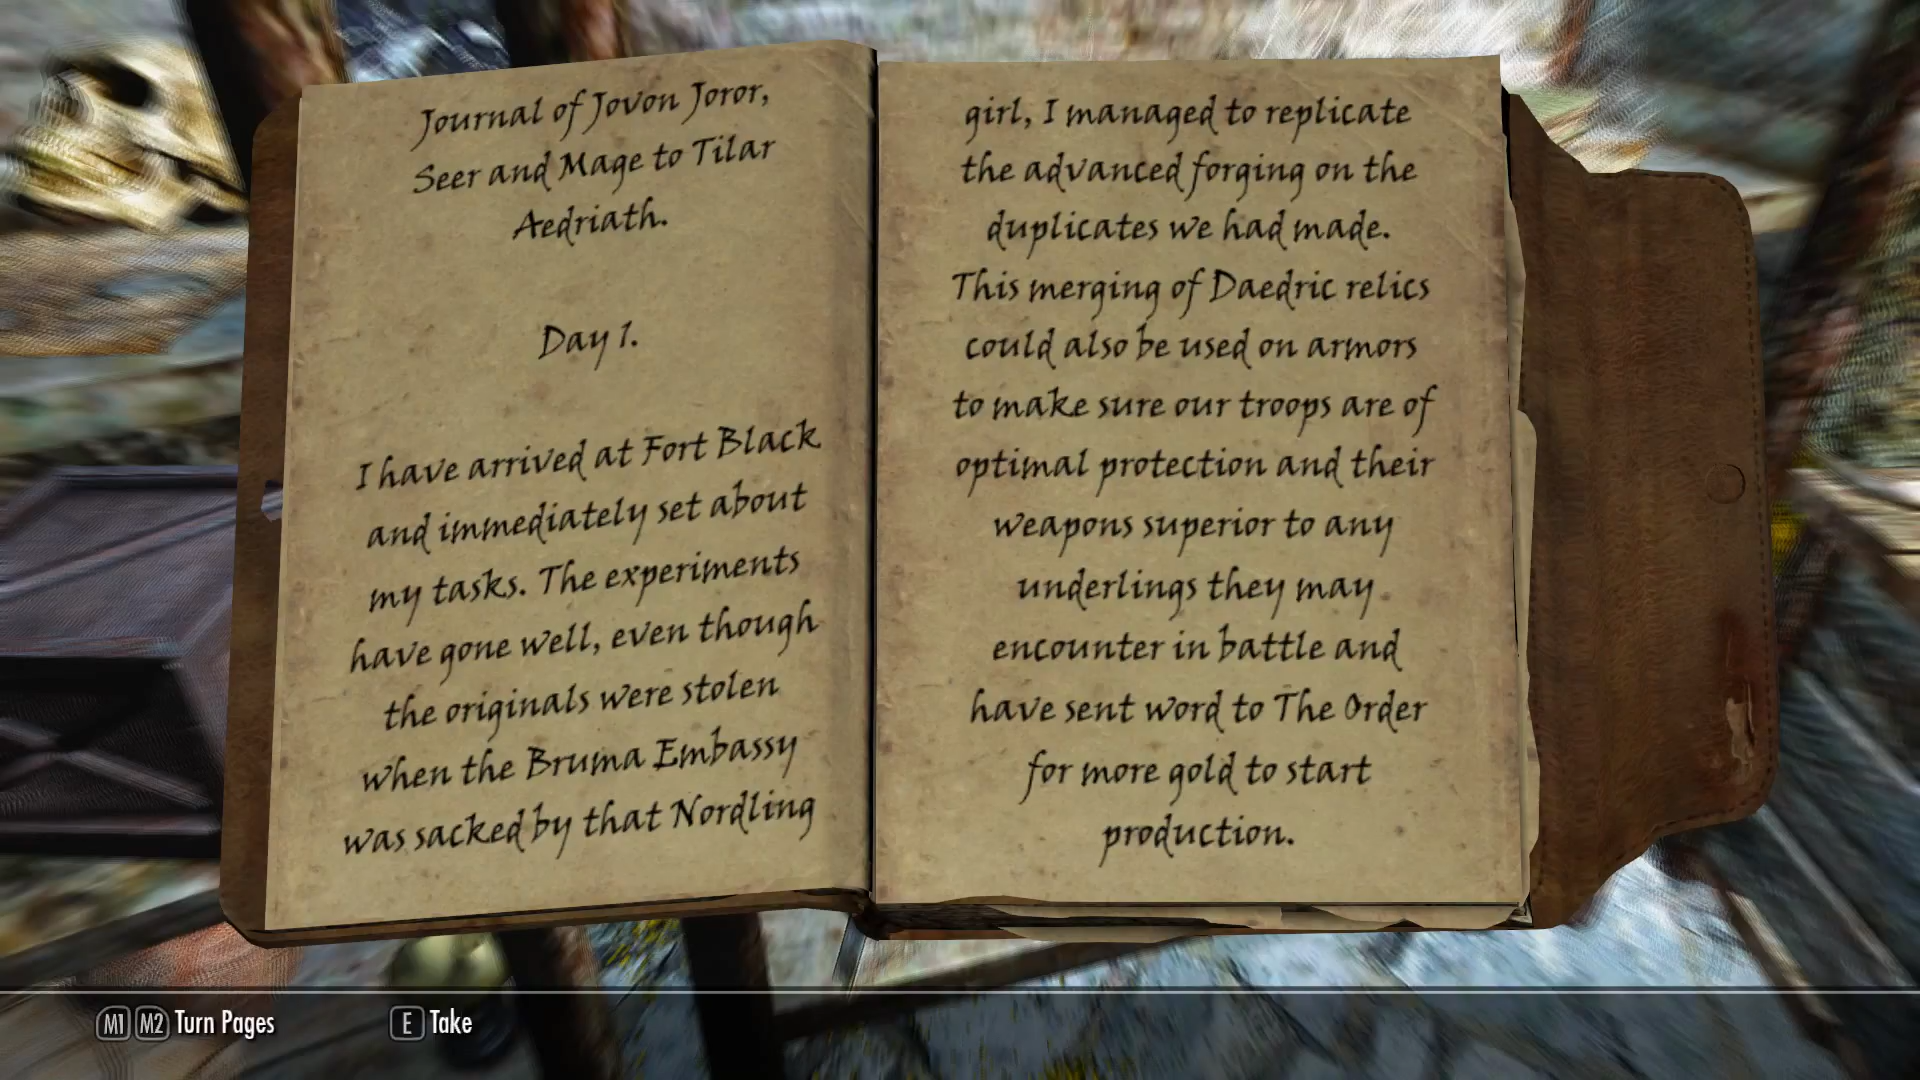 Journal of Jovon Joror,
Seer and Mage to Tilar
Aedriath.
Day 1.
I have arrived at Fort Black
and immediately set about
my tasks. The experiments
have gone well, even though
the originals were stolen
when the Bruma Embassy
was sacked by that Nordling
girl, I managed to replicate
the advanced forging on the
duplicates we had made.
This merging of Daedric relics
could also be used on armors
to make sure our troops are of
optimal protection and their
weapons superior to any
underlings they may
encounter in battle and
have sent word to The Order
for more gold to start
production.
M1 M2 Turn Pages
E Take